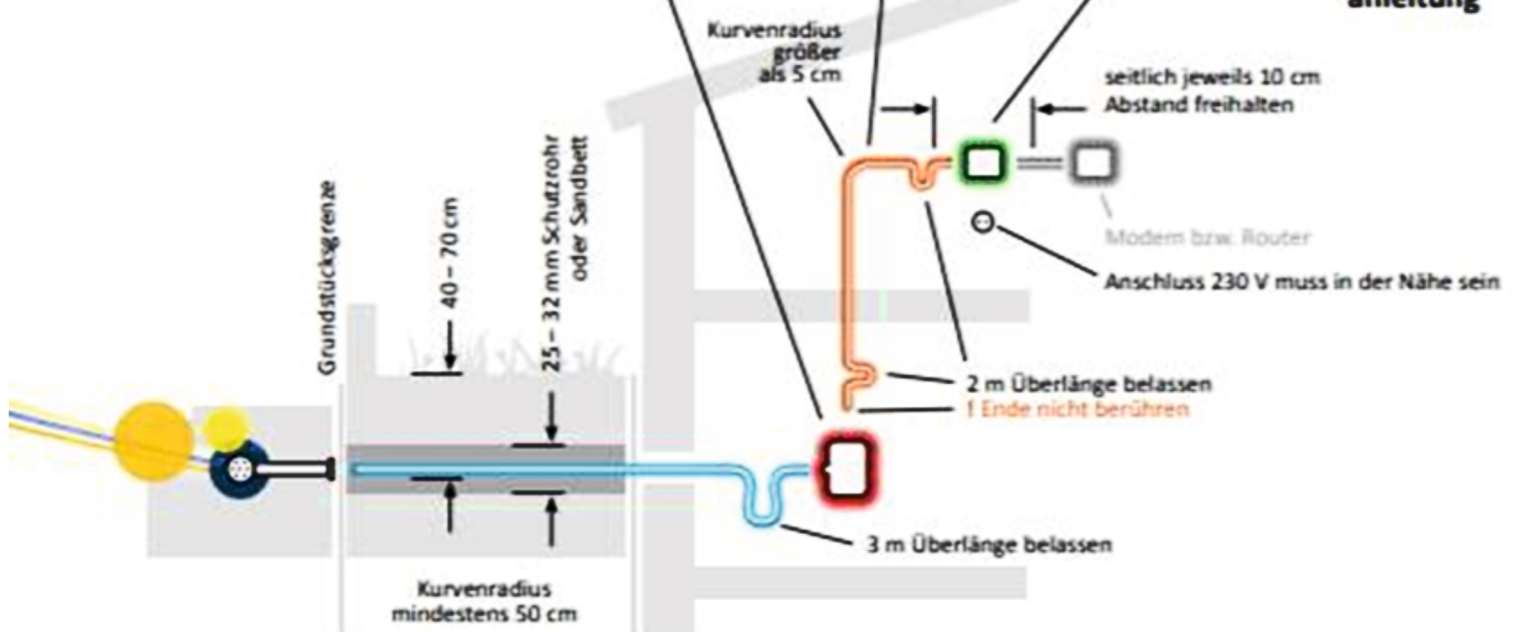 anleitung
Kurvenradius
größer
als 5 cm
seitlich jeweils 10 cm
Abstand freihalten
Grundstücksgrenze
40 – 70 cm
25 – 32 mm Schutzrohr
oder Sandbett
Modem bzw. Router
Anschluss 230 V muss in der Nähe sein
2 m Überlänge belassen
! Ende nicht berühren
3 m Überlänge belassen
Kurvenradius
mindestens 50 cm